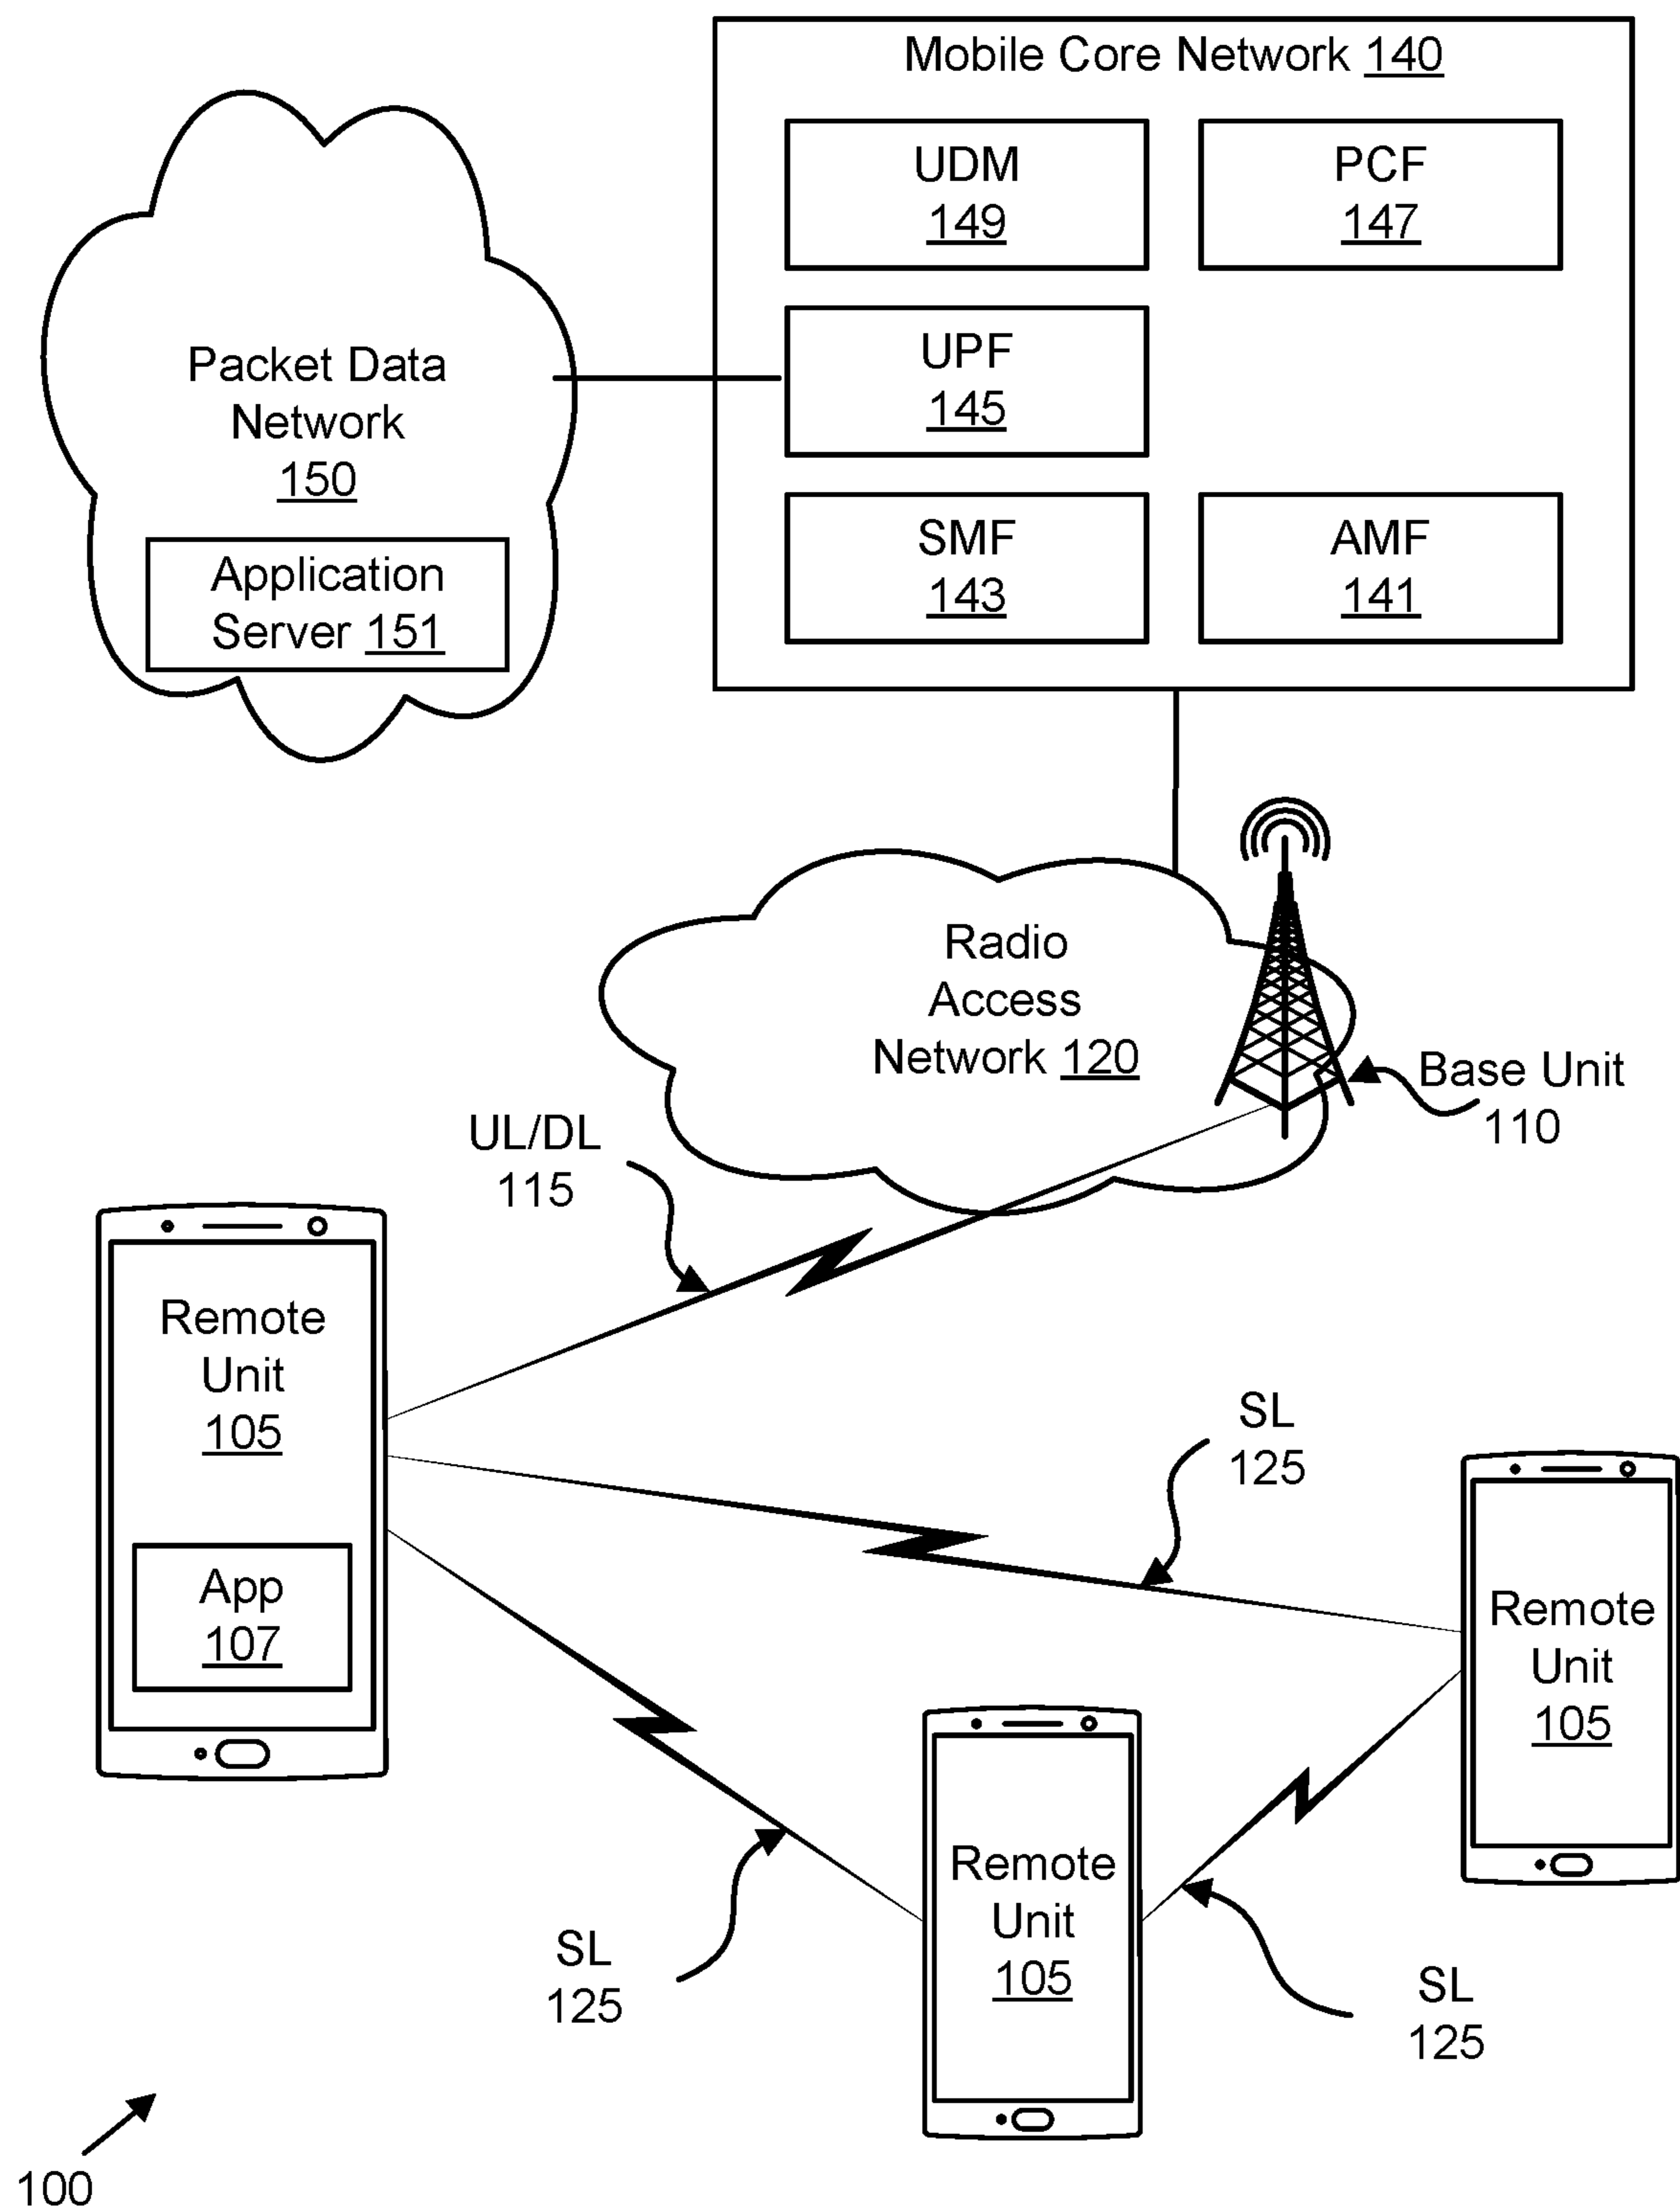 Mobile Core Network 140
UDM
149
PCF
147
UPF
145
SMF
143
AMF
141
Packet Data
Network
150
Application
Server 151
Radio
Access
Network 120
Base Unit
110
UL/DL
115
Remote
Unit
105
App
107
SL
125
Remote
Unit
105
Remote
Unit
105
SL
125
SL
125
100